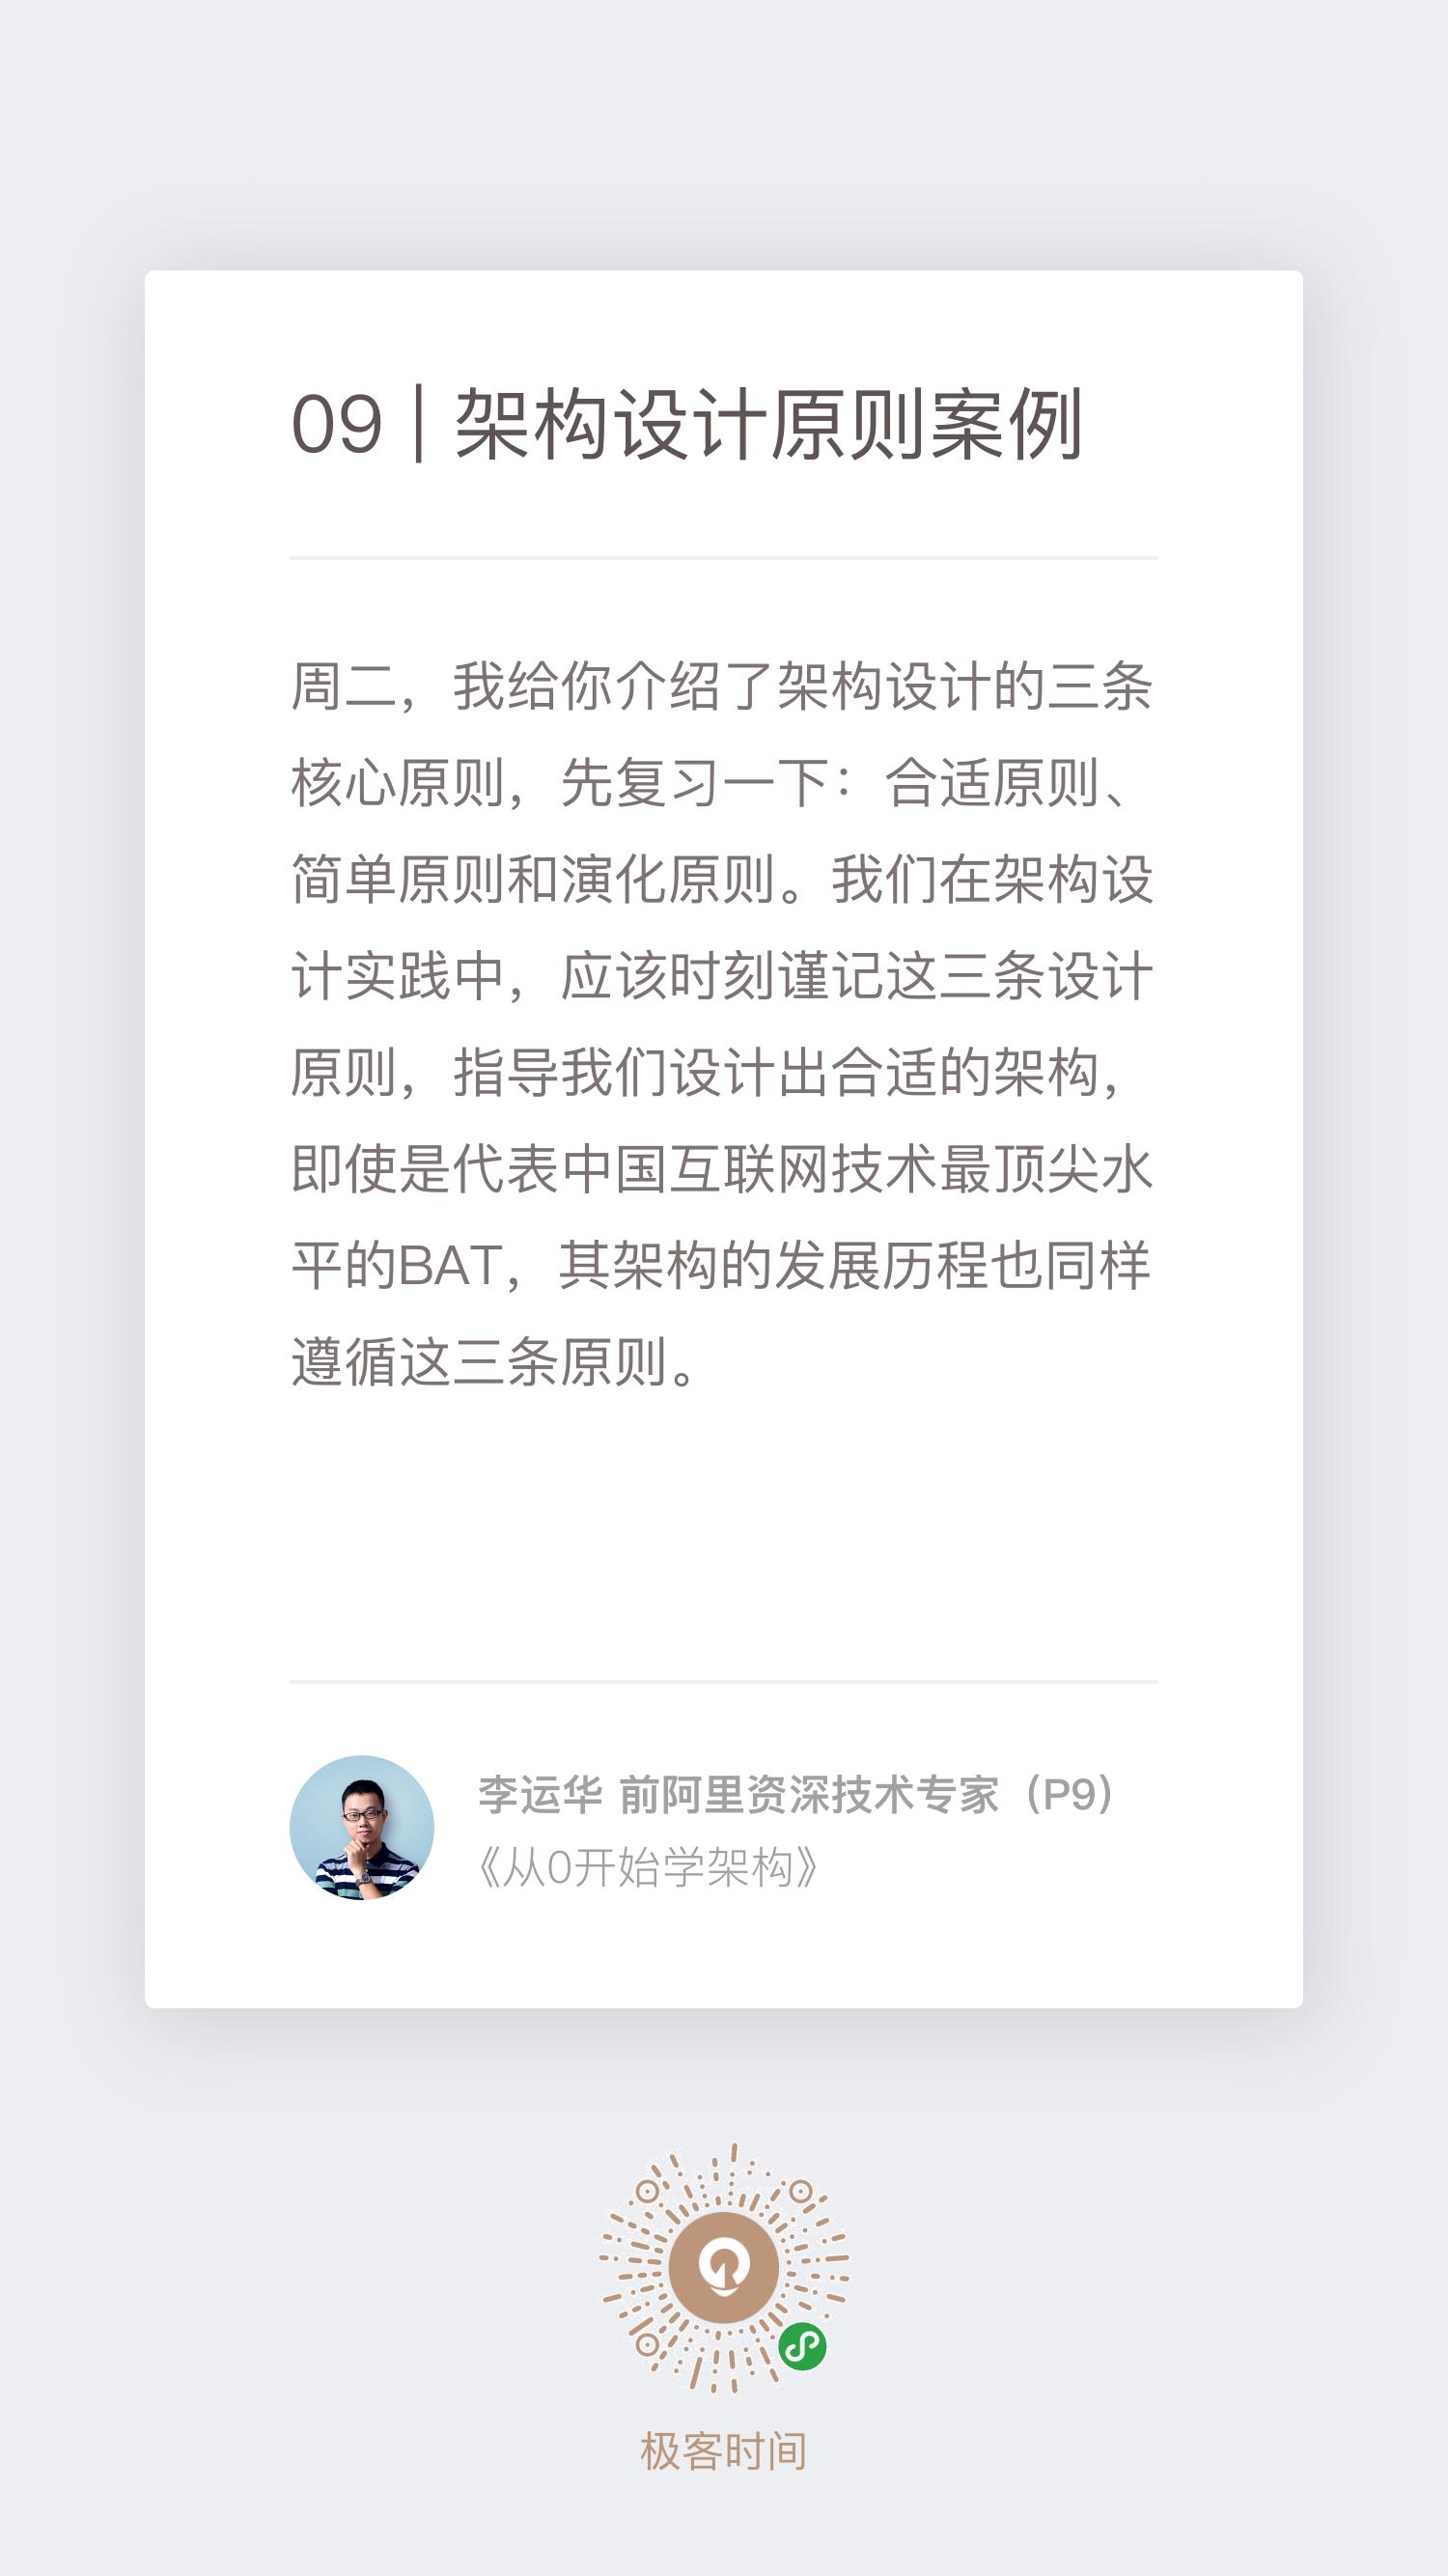 09 | 架构设计原则案例
周二，我给你介绍了架构设计的三条
核心原则，先复习一下：合适原则、
简单原则和演化原则。我们在架构设
计实践中，应该时刻谨记这三条设计
原则，指导我们设计出合适的架构，
即使是代表中国互联网技术最顶尖水
平的BAT，其架构的发展历程也同样
遵循这三条原则。
李运华 前阿里资深技术专家（P9）
《从0开始学架构》
极客时间